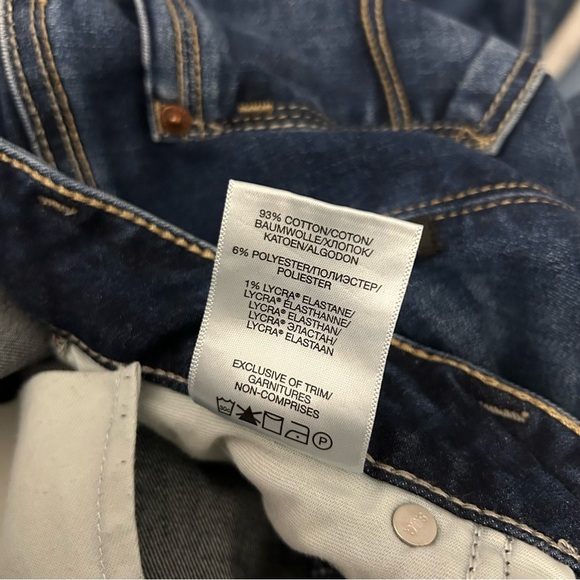 93% COTTON/COTON/
BAUMWOLLE/ХЛОПОК/
KATOEN/ALGODON
6% POLYESTER/ПОЛИЭСТЕР/
POLIESTER
1% LYCRA® ELASTANE/
LYCRA® ÉLASTHANNE/
LYCRA® ELASTHAN/
LYCRA® ЭЛАСТАН/
LYCRA® ELASTAAN
EXCLUSIVE OF TRIM/
GARNITURES
NON-COMPRISES
P